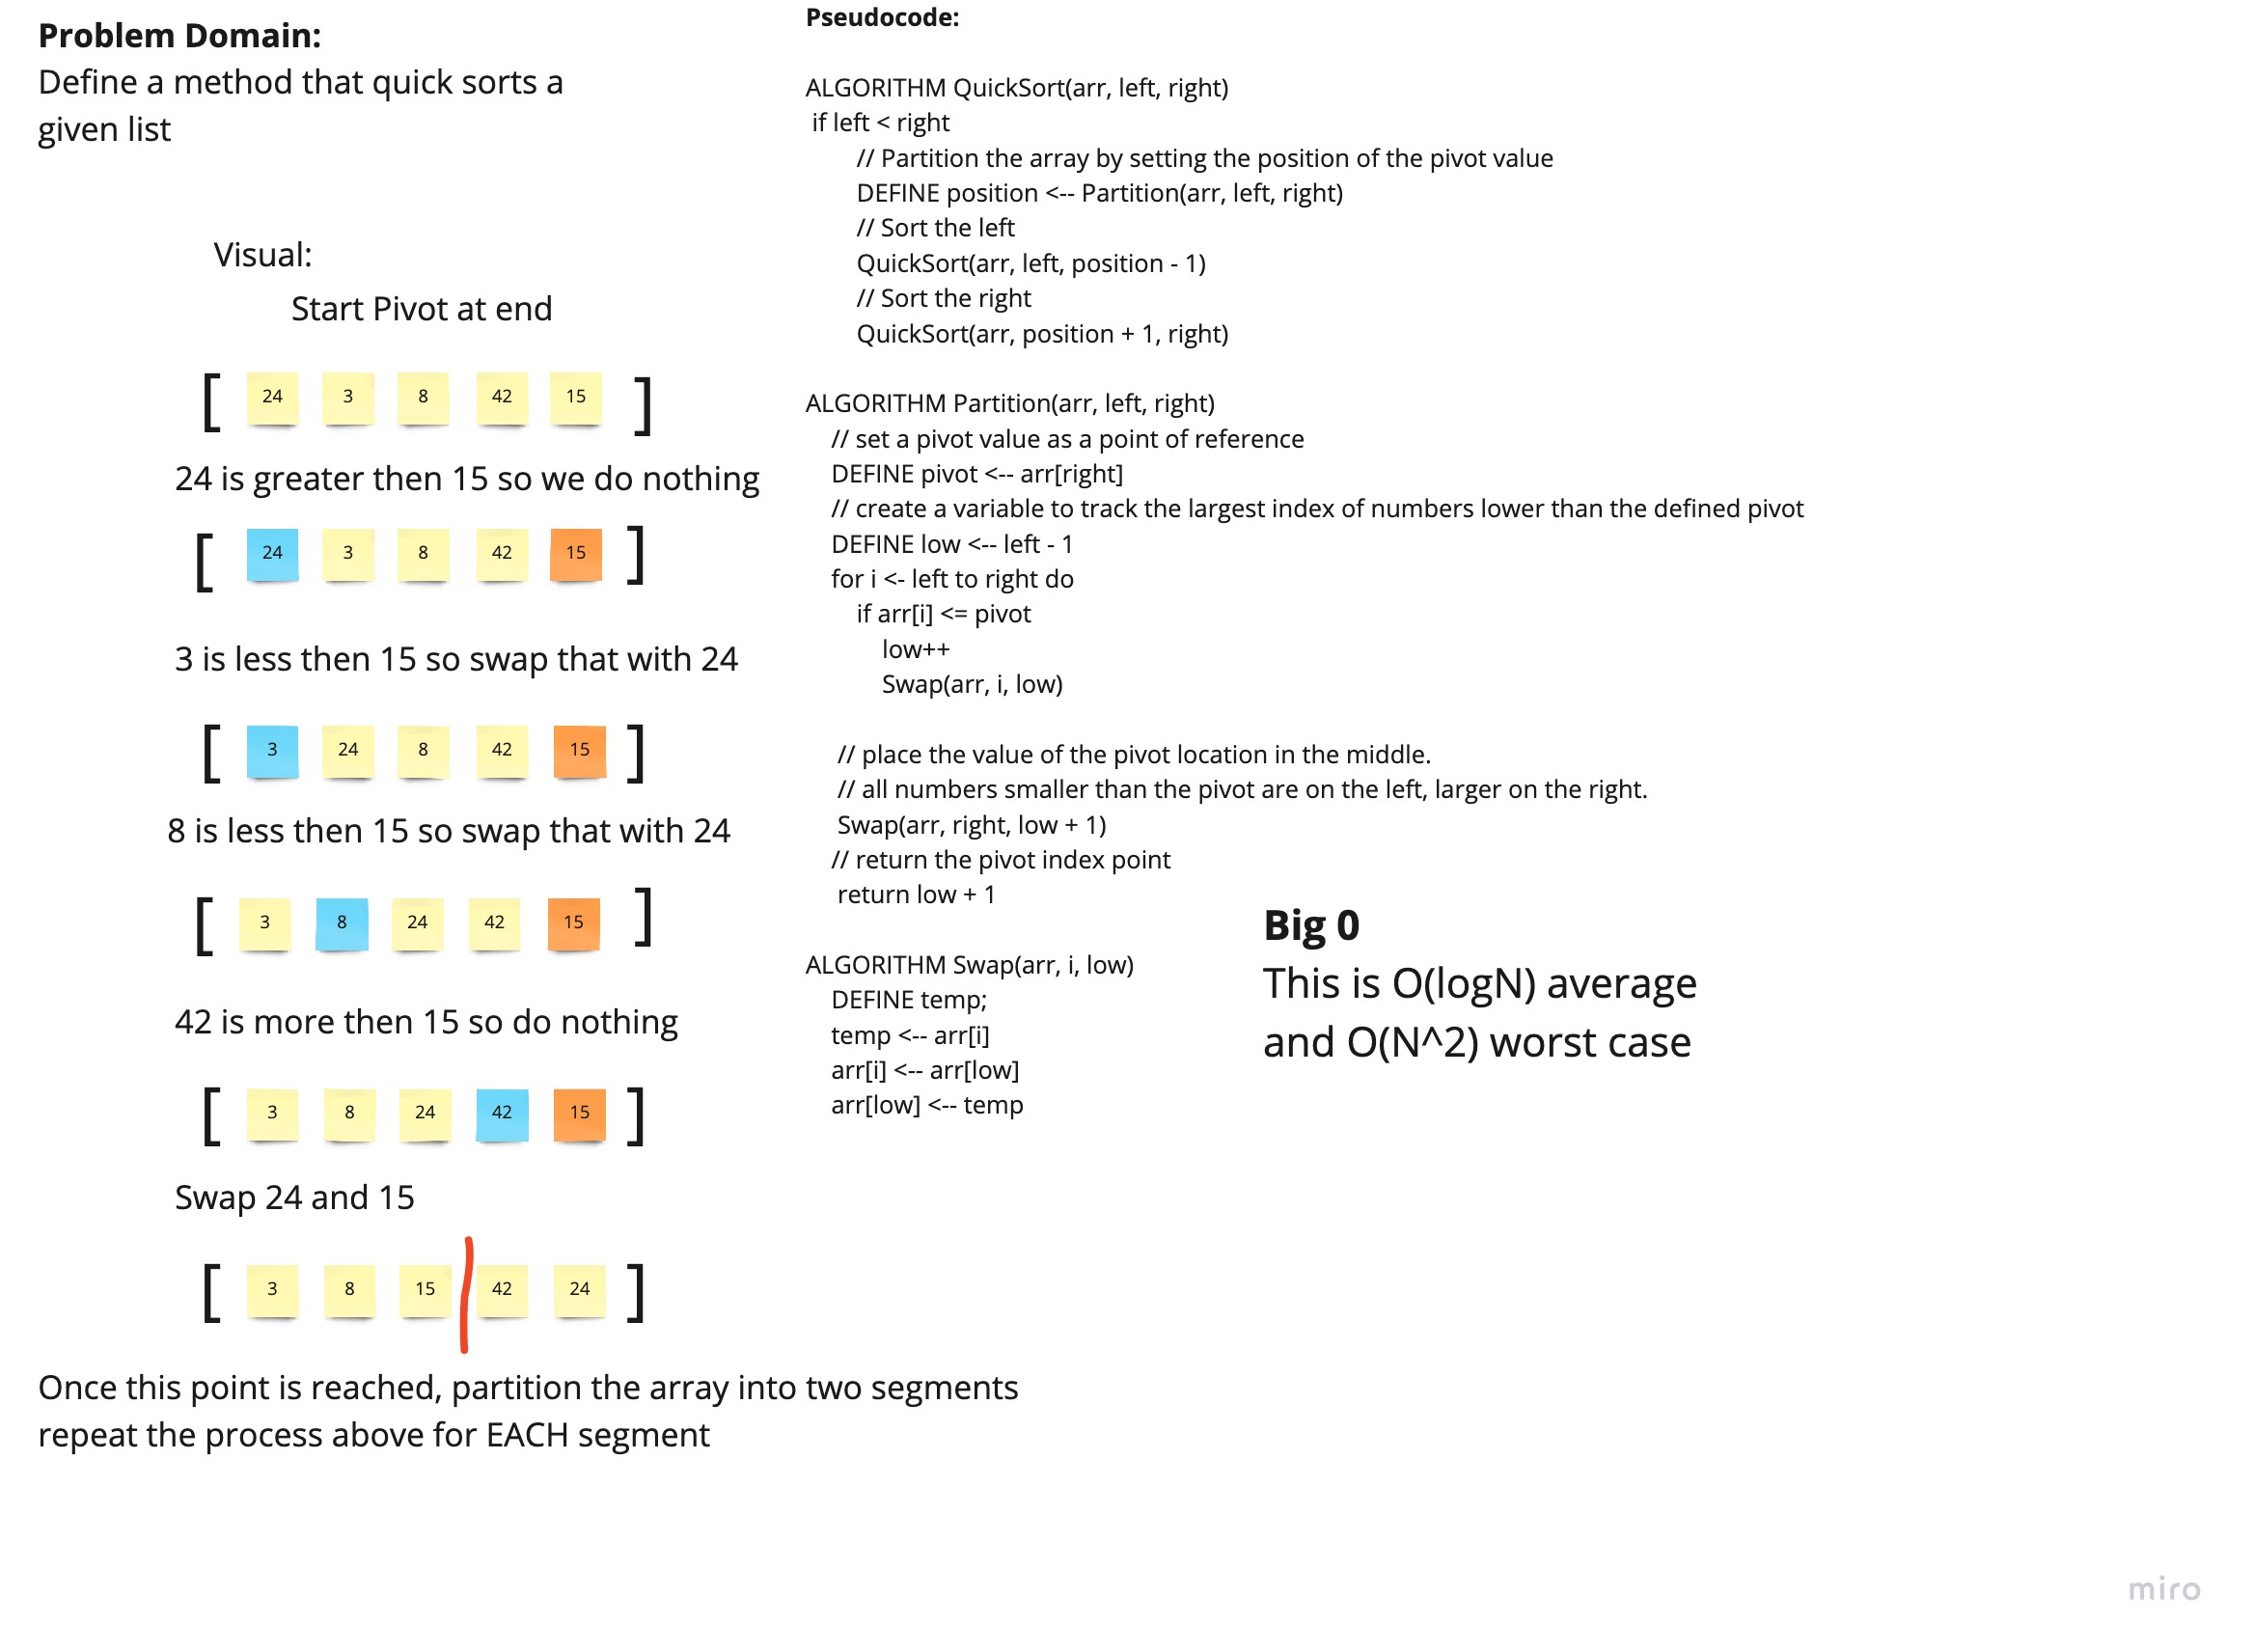 Problem Domain:
Define a method that quick sorts a
given list
Visual:
Start Pivot at end
[ 24 3 8 42 15 ]
24 is greater then 15 so we do nothing
[ 24 3 8 42 15 ]
3 is less then 15 so swap that with 24
[ 3 24 8 42 15 ]
8 is less then 15 so swap that with 24
[ 3 8 24 42 15 ]
42 is more then 15 so do nothing
[ 3 8 24 42 15 ]
Swap 24 and 15
[ 3 8 15 42 24 ]
Once this point is reached, partition the array into two segments
repeat the process above for EACH segment
Pseudocode:
ALGORITHM QuickSort(arr, left, right)
if left < right
// Partition the array by setting the position of the pivot value
DEFINE position <-- Partition(arr, left, right)
// Sort the left
QuickSort(arr, left, position - 1)
// Sort the right
QuickSort(arr, position + 1, right)
ALGORITHM Partition(arr, left, right)
// set a pivot value as a point of reference
DEFINE pivot <-- arr[right]
// create a variable to track the largest index of numbers lower than the defined pivot
DEFINE low <-- left - 1
for i <- left to right do
if arr[i] <= pivot
low++
Swap(arr, i, low)
// place the value of the pivot location in the middle.
// all numbers smaller than the pivot are on the left, larger on the right.
Swap(arr, right, low + 1)
// return the pivot index point
return low + 1
ALGORITHM Swap(arr, i, low)
DEFINE temp;
temp <-- arr[i]
arr[i] <-- arr[low]
arr[low] <-- temp
Big 0
This is O(logN) average
and O(N^2) worst case
miro